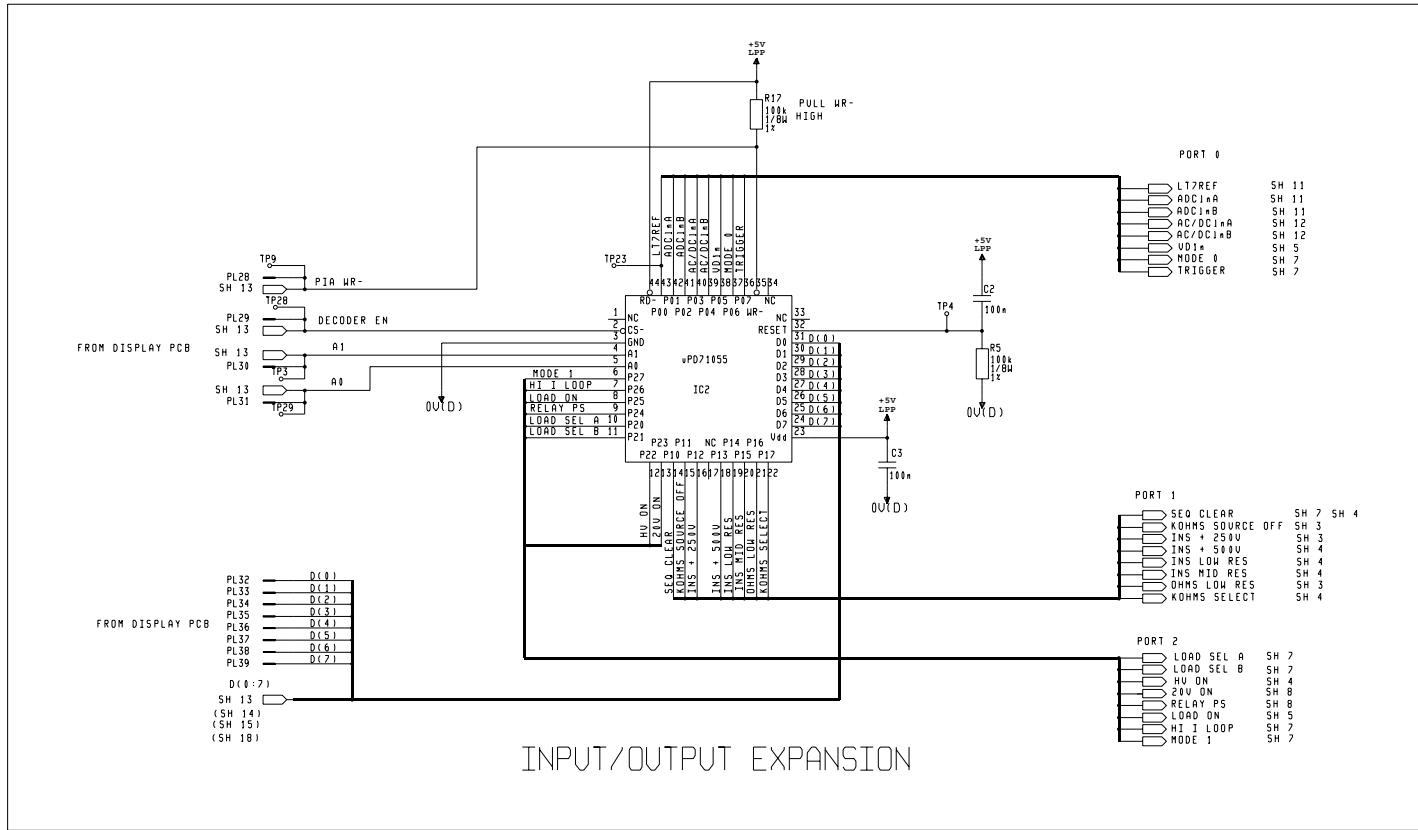 +5V
LPP
R17
100k
1/8W
1%
PULL WR-
HIGH
PORT 0
LT7REF SH 11
ADCInA SH 11
ADCInB SH 11
AC/DCInA SH 12
AC/DCInB SH 12
VDIn SH 5
MODE 0 SH 7
TRIGGER SH 7
LT7REF
ADCInA
ADCInB
AC/DCInA
AC/DCInB
VDIn
MODE 0
TRIGGER
TP23
44 43 42 41 40 39 38 37 36 35 34
RD- P01 P03 P05 P07 NC
P00 P02 P04 P06 WR-
TP9
PL28
SH 13
PIA WR-
TP28
PL29
SH 13
DECODER EN
FROM DISPLAY PCB
SH 13
A1
PL30
TP3
SH 13
A0
PL31
TP29
0V(D)
1 NC
2 CS-
3 GND
4 A1
5 A0
MODE 1 6 P27
HI I LOOP 7 P26
LOAD ON 8 P25
RELAY PS 9 P24
LOAD SEL A 10 P20
LOAD SEL B 11 P21
uPD71055
IC2
NC 33
RESET 32
D0 31 D(0)
D1 30 D(1)
D2 29 D(2)
D3 28 D(3)
D4 27 D(4)
D5 26 D(5)
D6 25 D(6)
D7 24 D(7)
Vdd 23
TP4
+5V
LPP
C2
100n
R5
100k
1/8W
1%
0V(D)
+5V
LPP
C3
100n
0V(D)
P23 P11 NC P14 P16
P22 P10 P12 P13 P15 P17
12 13 14 15 16 17 18 19 20 21 22
HV ON
20V ON
SEQ CLEAR
KOHMS SOURCE OFF
INS + 250V
INS + 500V
INS LOW RES
INS MID RES
OHMS LOW RES
KOHMS SELECT
PORT 1
SEQ CLEAR SH 7 SH 4
KOHMS SOURCE OFF SH 3
INS + 250V SH 3
INS + 500V SH 4
INS LOW RES SH 4
INS MID RES SH 4
OHMS LOW RES SH 3
KOHMS SELECT SH 4
PL32 D(0)
PL33 D(1)
PL34 D(2)
PL35 D(3)
FROM DISPLAY PCB
PL36 D(4)
PL37 D(5)
PL38 D(6)
PL39 D(7)
D(0:7)
SH 13
(SH 14)
(SH 15)
(SH 18)
PORT 2
LOAD SEL A SH 7
LOAD SEL B SH 7
HV ON SH 4
20V ON SH 8
RELAY PS SH 8
LOAD ON SH 5
HI I LOOP SH 7
MODE 1 SH 7
INPUT/OUTPUT EXPANSION